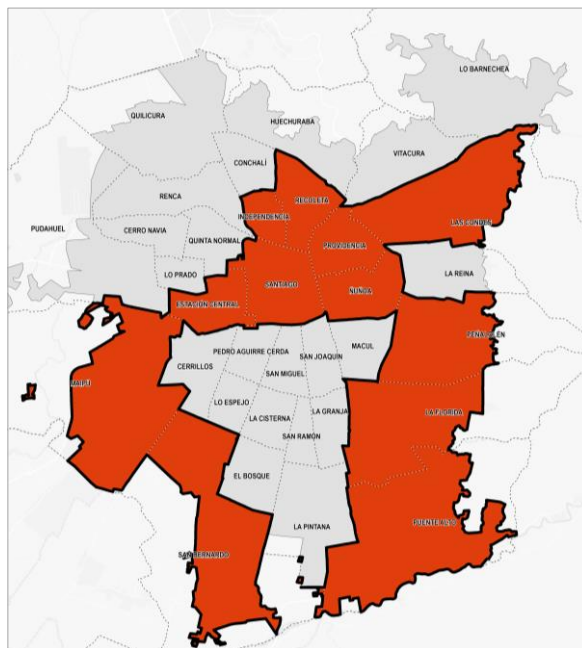 LO BARNECHEA
QUILICURA
HUECHURABA
VITACURA
CONCHALÍ
RENCA
RECOLETA
INDEPENDENCIA
LAS CONDES
PUDAHUEL
CERRO NAVIA
QUINTA NORMAL
PROVIDENCIA
LO PRADO
LA REINA
SANTIAGO
ÑUÑOA
ESTACIÓN CENTRAL
PEÑALOLÉN
MACUL
PEDRO AGUIRRE CERDA
SAN JOAQUÍN
CERRILLOS
SAN MIGUEL
MAIPÚ
LO ESPEJO
LA GRANJA
LA FLORIDA
LA CISTERNA
SAN RAMÓN
EL BOSQUE
LA PINTANA
PUENTE ALTO
SAN BERNARDO